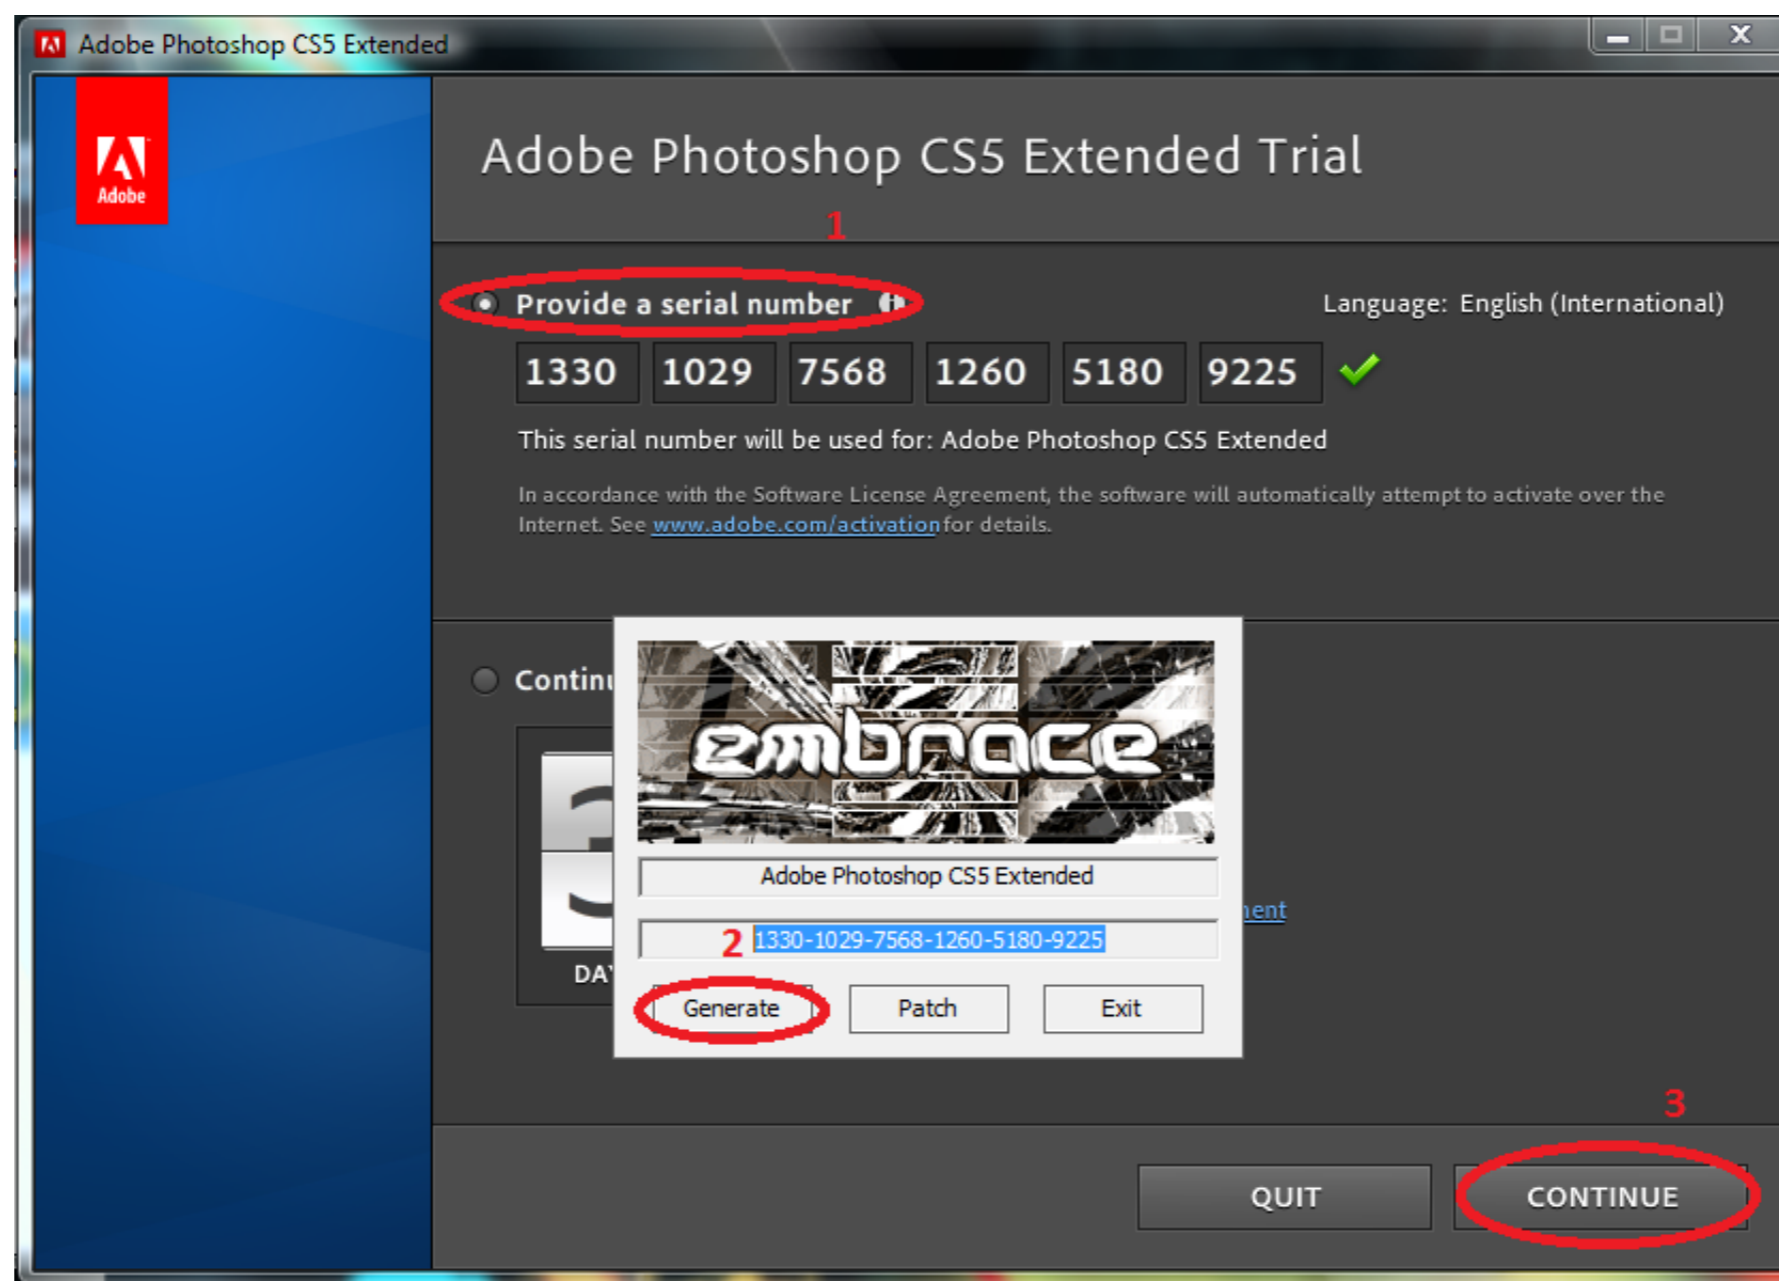 Adobe Photoshop CS5 Extended
Adobe
Adobe Photoshop CS5 Extended Trial
1
Provide a serial number
Language: English (International)
1330 1029 7568 1260 5180 9225
This serial number will be used for: Adobe Photoshop CS5 Extended
In accordance with the Software License Agreement, the software will automatically attempt to activate over the
Internet. See www.adobe.com/activation for details.
embrace
Adobe Photoshop CS5 Extended
2 1330-1029-7568-1260-5180-9225
Generate Patch Exit
3
QUIT CONTINUE